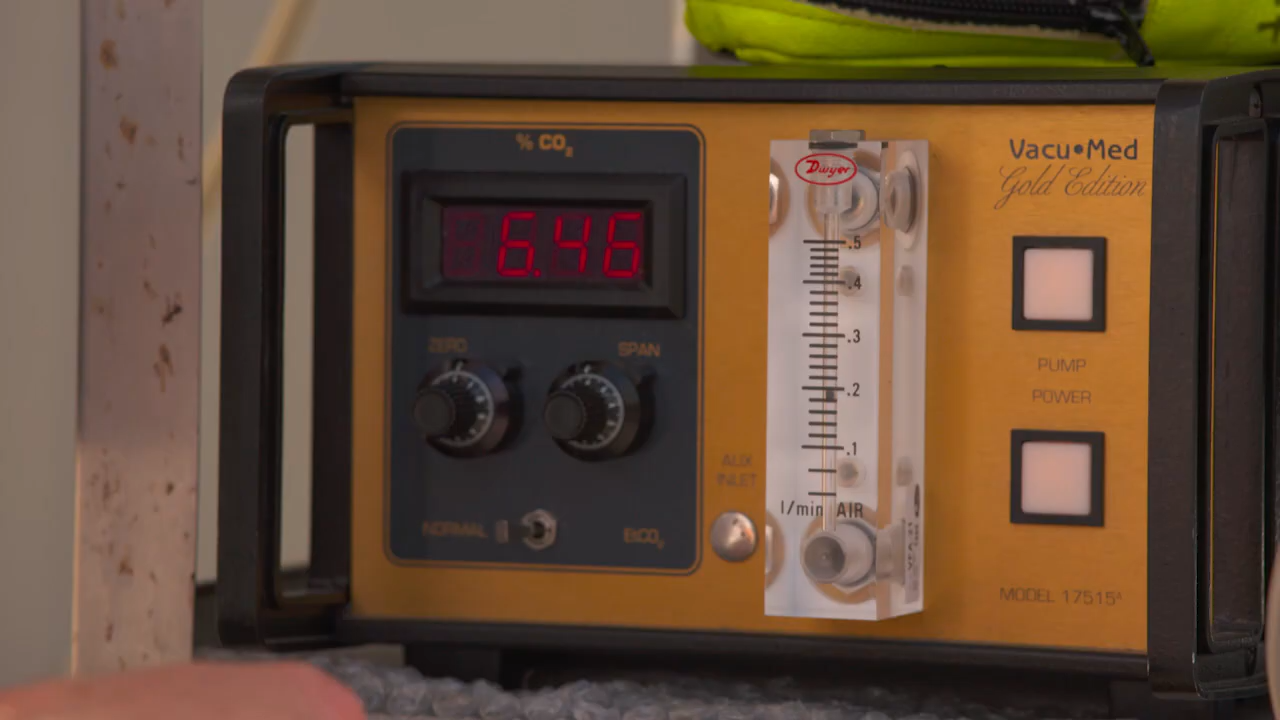 % CO₂
6.46
ZERO
SPAN
NORMAL
EtCO₂
AUX
INLET
Dwyer
.5
.4
.3
.2
.1
l/min AIR
Vacu•Med
Gold Edition
PUMP
POWER
MODEL 17515ᴬ